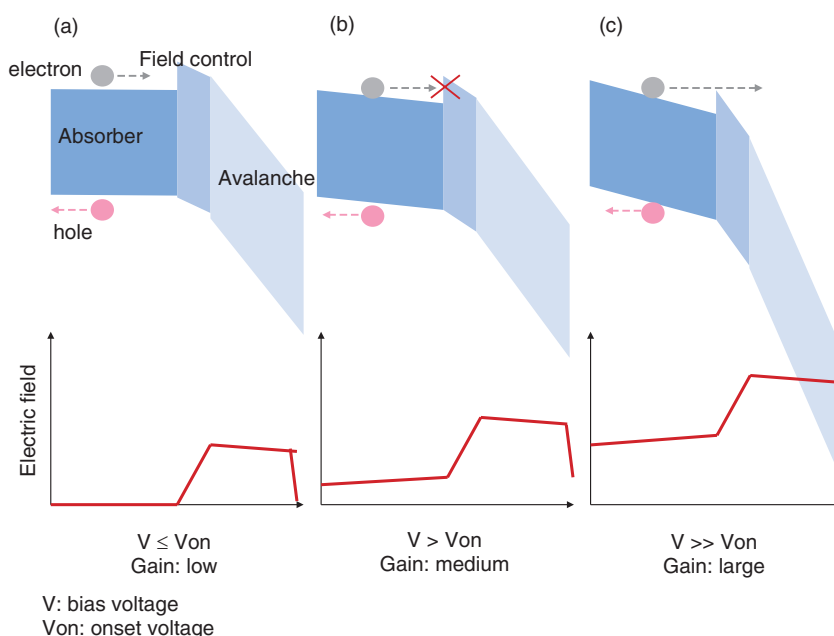 (a)
(b)
(c)
electron
Field control
Absorber
Avalanche
hole
Electric field
V ≤ Von
Gain: low
V > Von
Gain: medium
V >> Von
Gain: large
V: bias voltage
Von: onset voltage